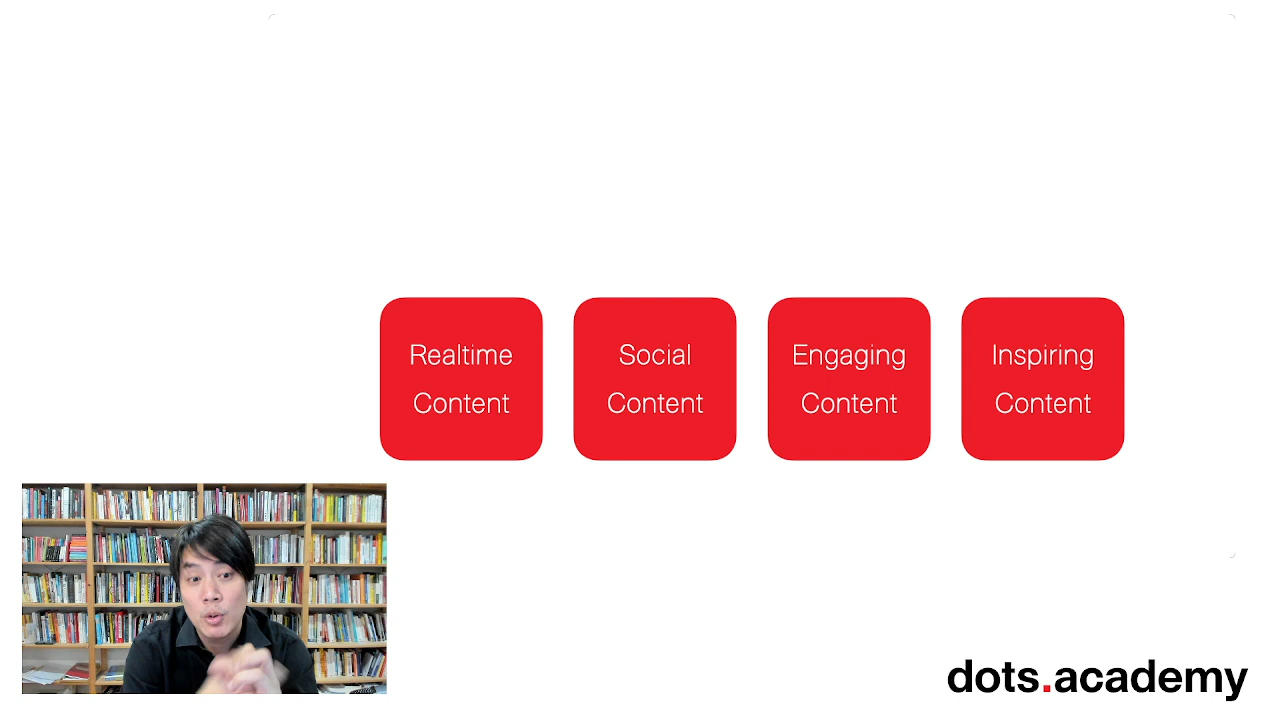 Realtime
Content
Social
Content
Engaging
Content
Inspiring
Content
dots.academy